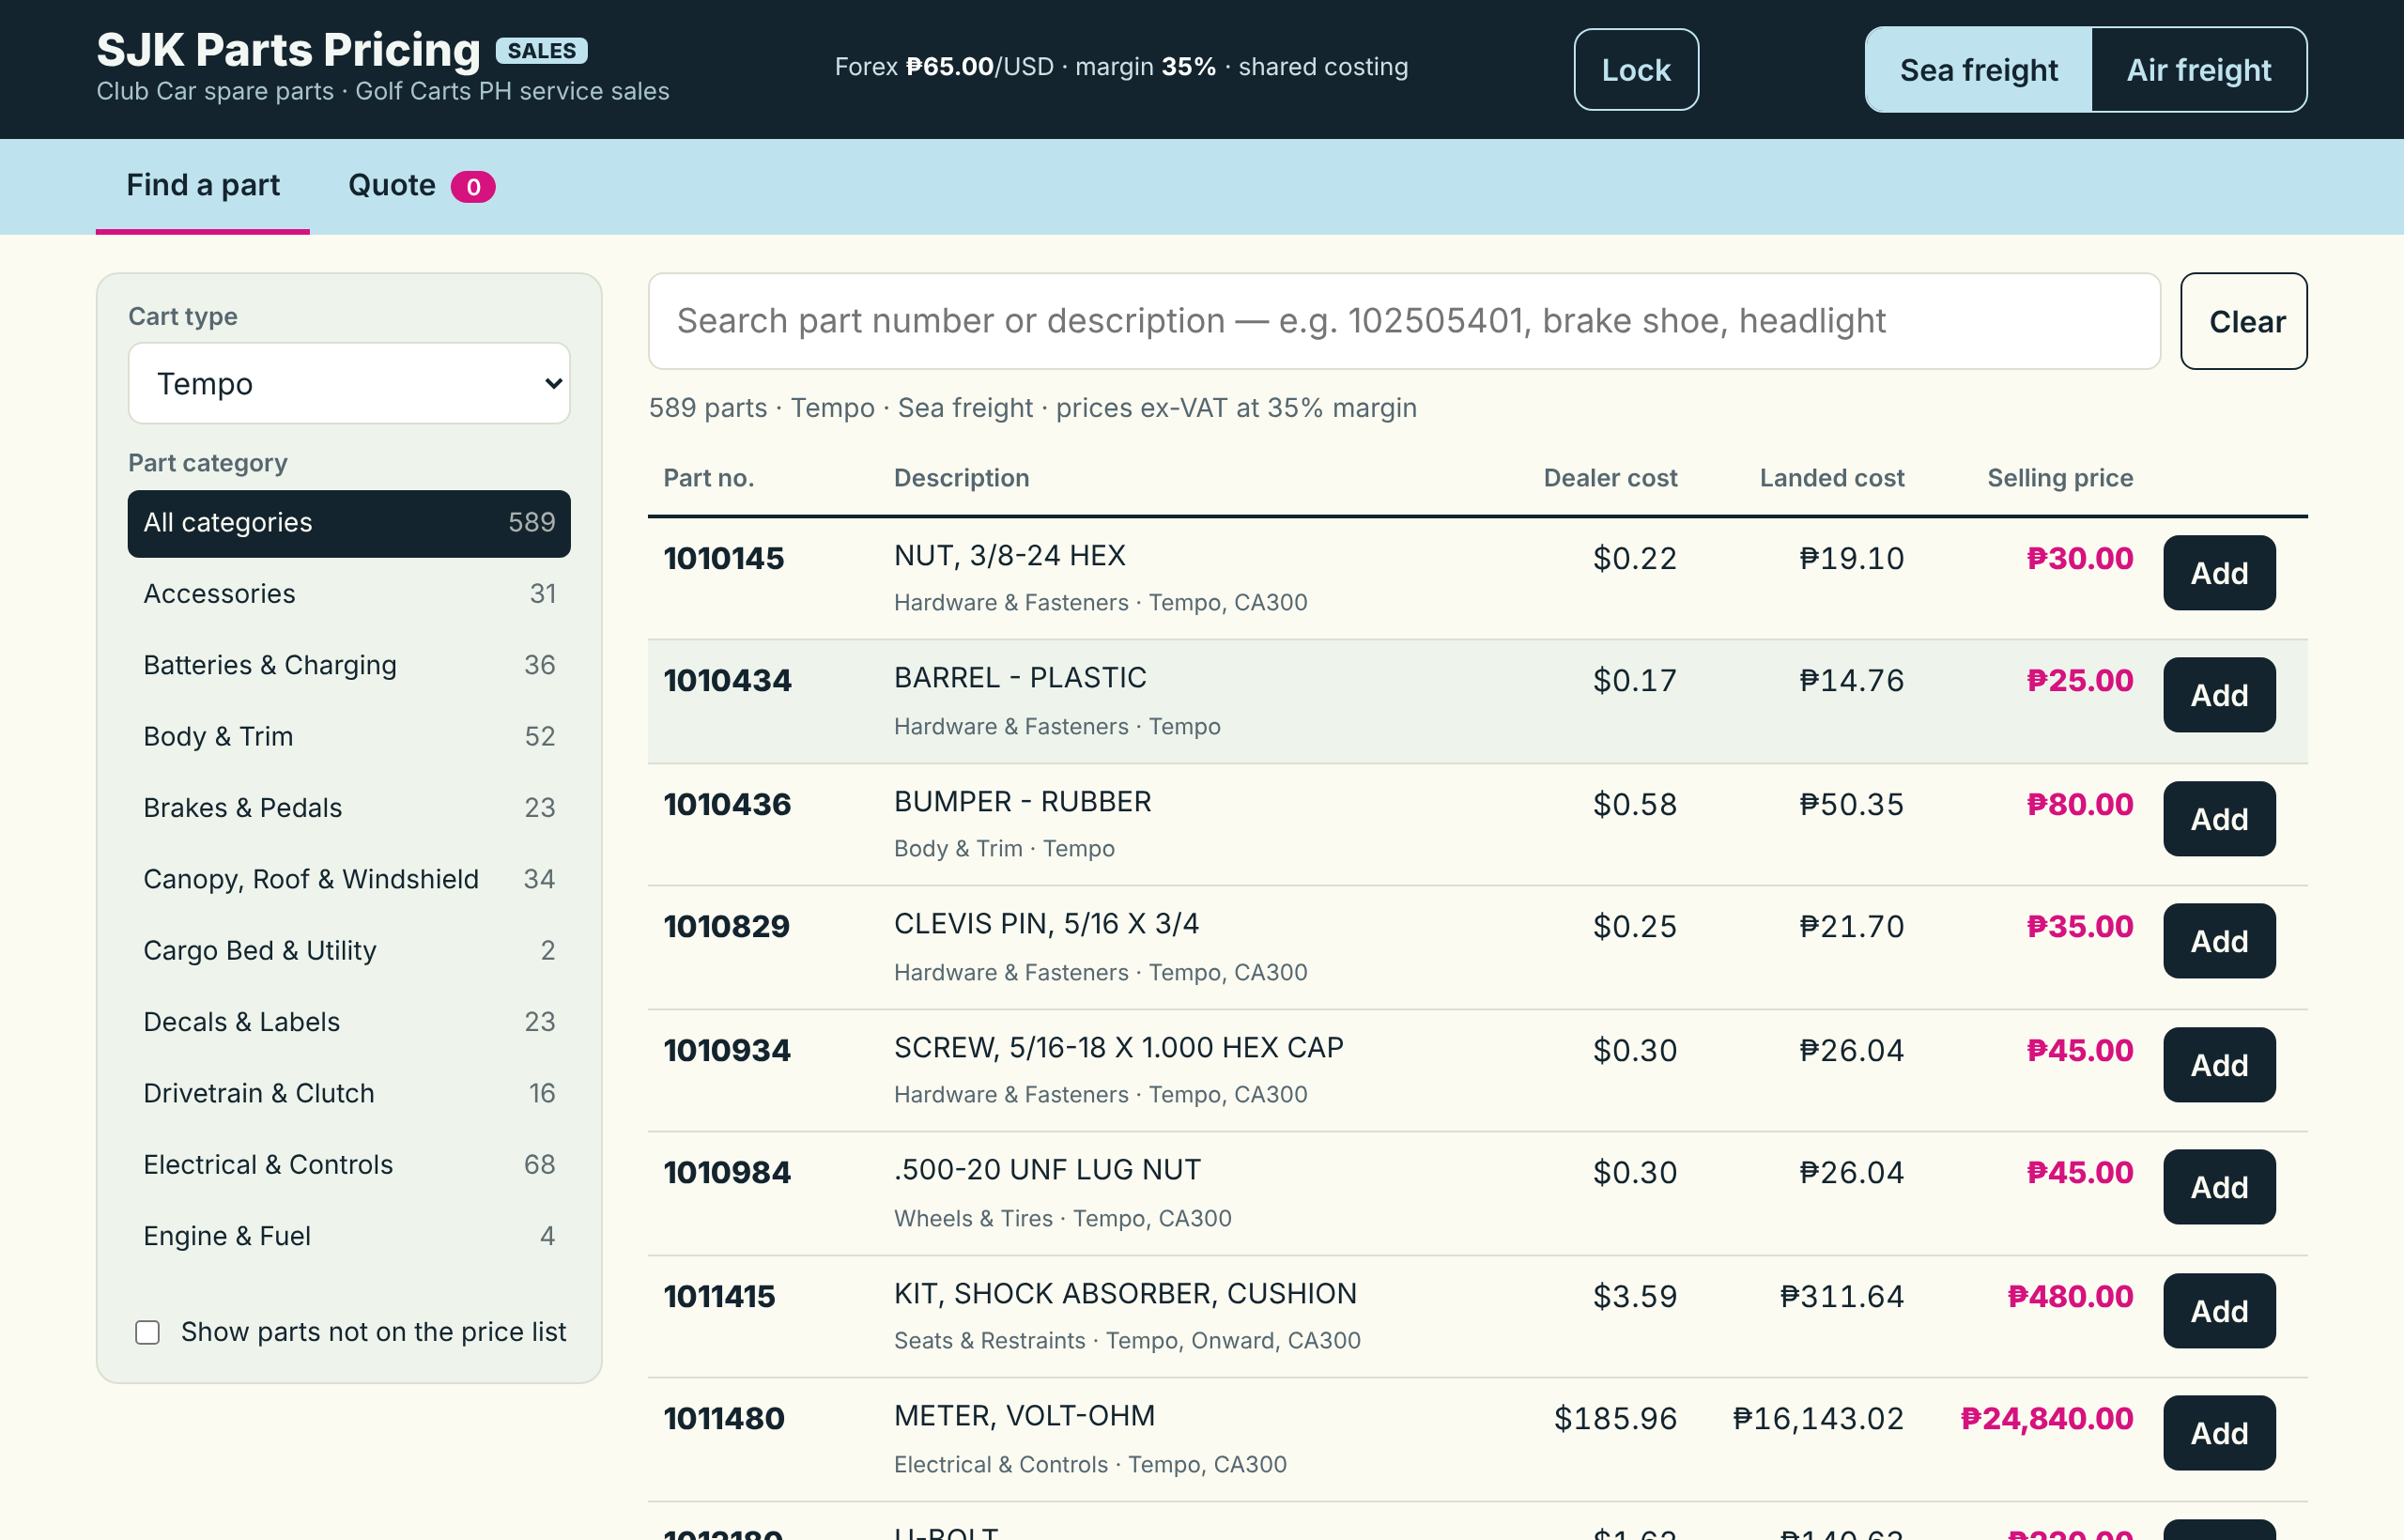 SJK Parts Pricing SALES
Club Car spare parts · Golf Carts PH service sales
Forex ₱65.00/USD · margin 35% · shared costing
Lock
Sea freight Air freight
Find a part Quote 0
Cart type
Tempo
Part category
All categories 589
Accessories 31
Batteries & Charging 36
Body & Trim 52
Brakes & Pedals 23
Canopy, Roof & Windshield 34
Cargo Bed & Utility 2
Decals & Labels 23
Drivetrain & Clutch 16
Electrical & Controls 68
Engine & Fuel 4
Show parts not on the price list
Search part number or description — e.g. 102505401, brake shoe, headlight
Clear
589 parts · Tempo · Sea freight · prices ex-VAT at 35% margin
Part no. Description Dealer cost Landed cost Selling price
1010145 NUT, 3/8-24 HEX $0.22 ₱19.10 ₱30.00 Add
Hardware & Fasteners · Tempo, CA300
1010434 BARREL - PLASTIC $0.17 ₱14.76 ₱25.00 Add
Hardware & Fasteners · Tempo
1010436 BUMPER - RUBBER $0.58 ₱50.35 ₱80.00 Add
Body & Trim · Tempo
1010829 CLEVIS PIN, 5/16 X 3/4 $0.25 ₱21.70 ₱35.00 Add
Hardware & Fasteners · Tempo, CA300
1010934 SCREW, 5/16-18 X 1.000 HEX CAP $0.30 ₱26.04 ₱45.00 Add
Hardware & Fasteners · Tempo, CA300
1010984 .500-20 UNF LUG NUT $0.30 ₱26.04 ₱45.00 Add
Wheels & Tires · Tempo, CA300
1011415 KIT, SHOCK ABSORBER, CUSHION $3.59 ₱311.64 ₱480.00 Add
Seats & Restraints · Tempo, Onward, CA300
1011480 METER, VOLT-OHM $185.96 ₱16,143.02 ₱24,840.00 Add
Electrical & Controls · Tempo, CA300
U-BOLT